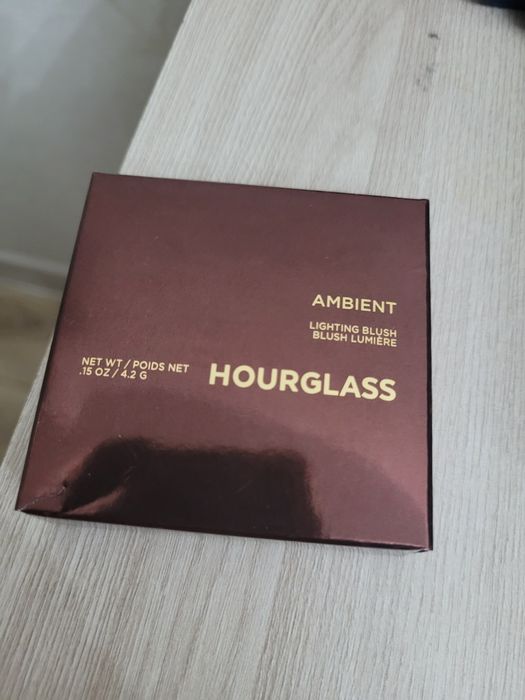 AMBIENT
LIGHTING BLUSH
BLUSH LUMIÈRE
NET WT / POIDS NET
.15 OZ / 4.2 G
HOURGLASS